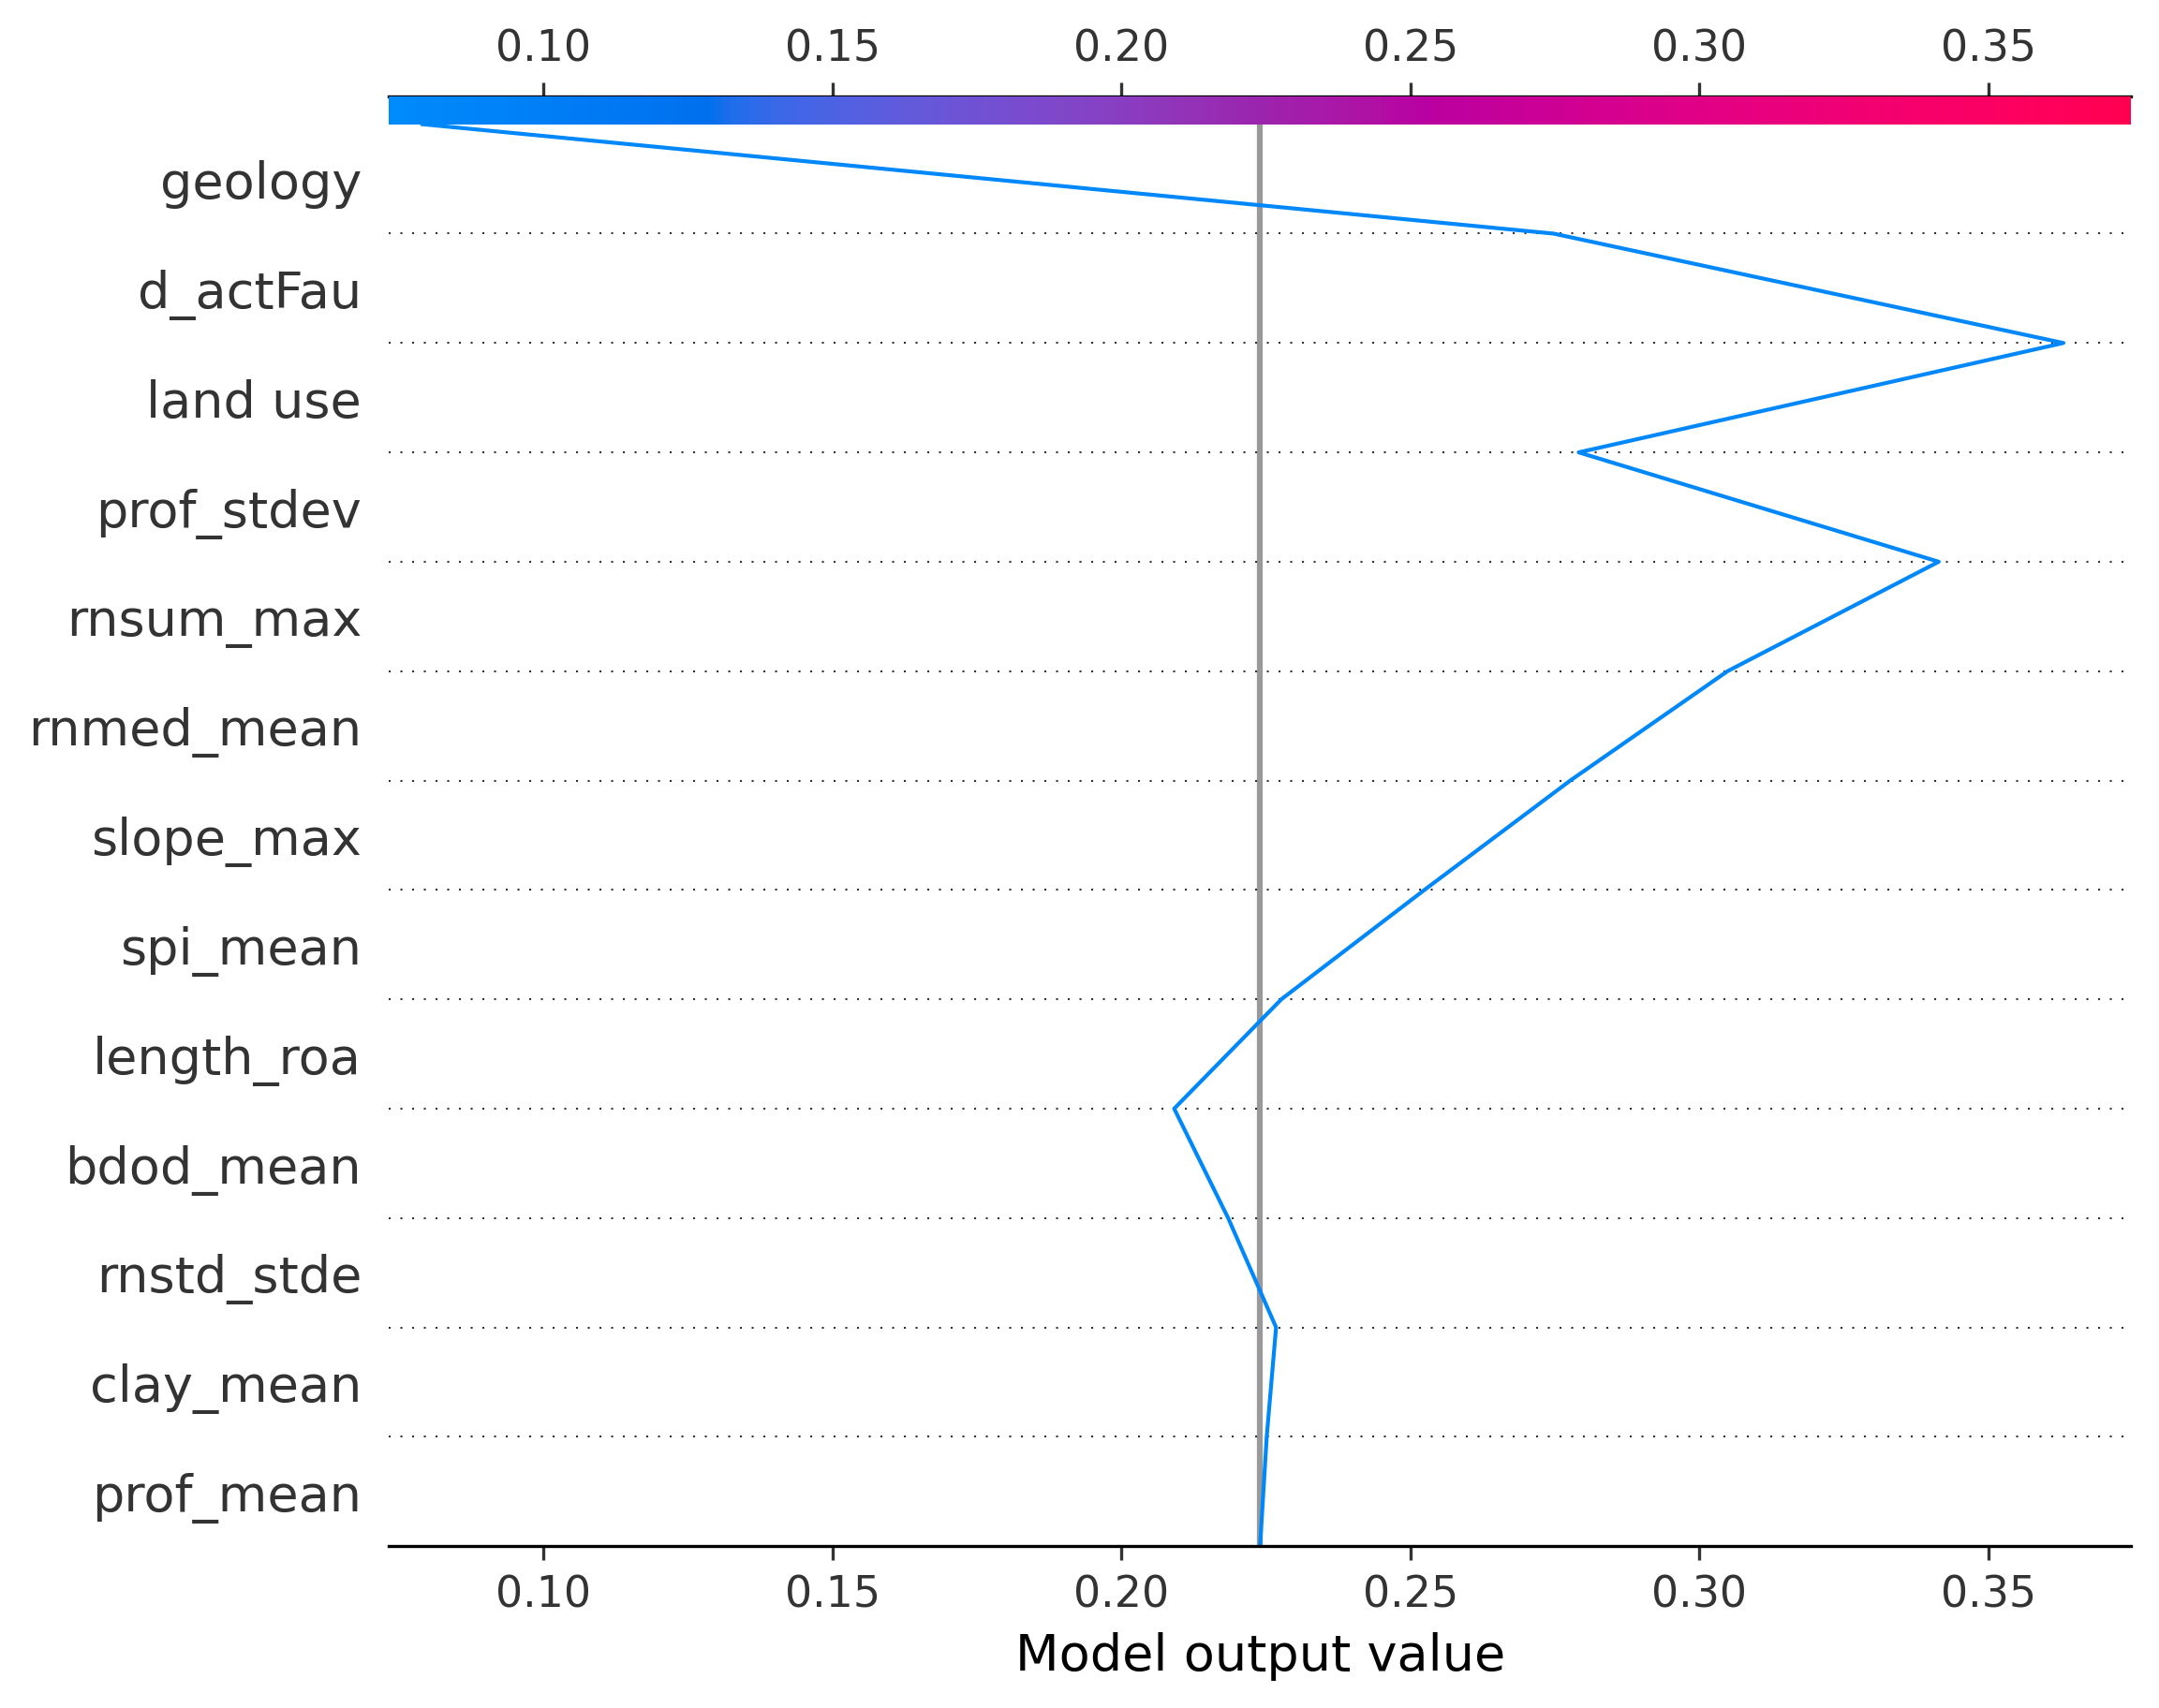 0.10 0.15 0.20 0.25 0.30 0.35
geology
d_actFau
land use
prof_stdev
rnsum_max
rnmed_mean
slope_max
spi_mean
length_roa
bdod_mean
rnstd_stde
clay_mean
prof_mean
0.10 0.15 0.20 0.25 0.30 0.35
Model output value